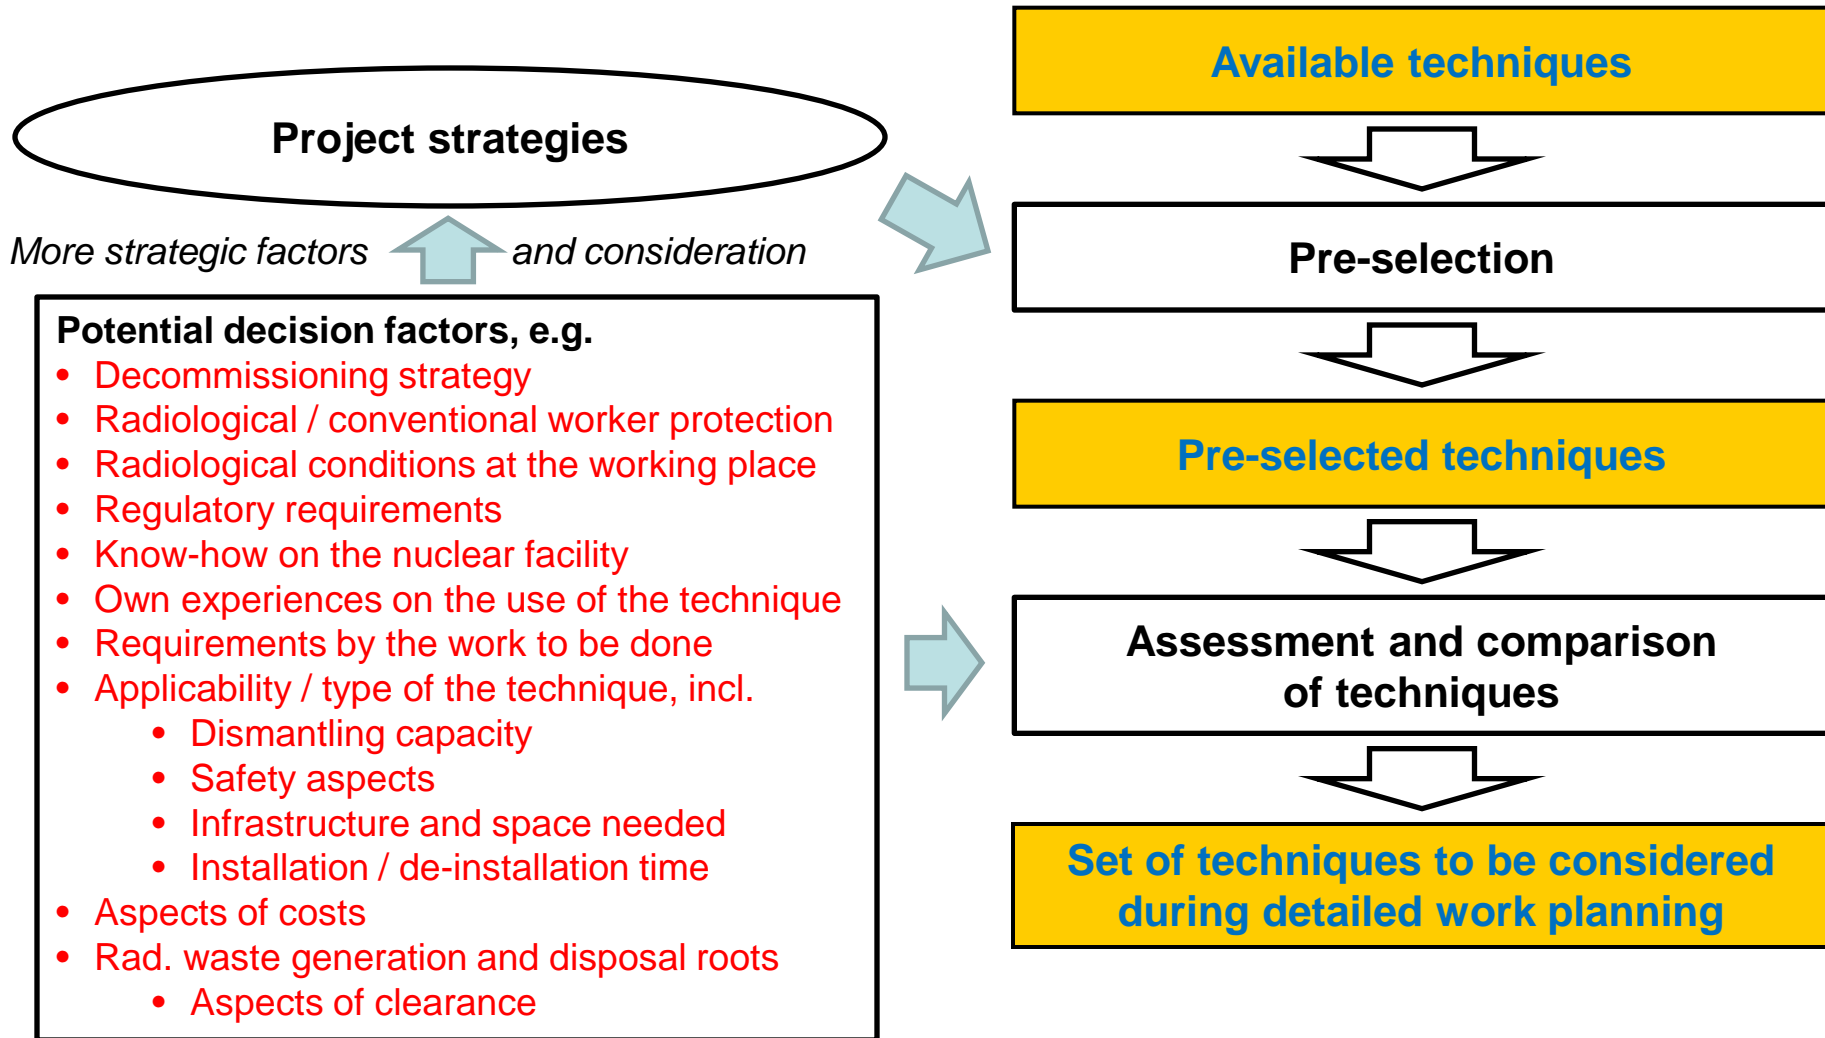 Project strategies
More strategic factors and consideration
Potential decision factors, e.g.
• Decommissioning strategy
• Radiological / conventional worker protection
• Radiological conditions at the working place
• Regulatory requirements
• Know-how on the nuclear facility
• Own experiences on the use of the technique
• Requirements by the work to be done
• Applicability / type of the technique, incl.
• Dismantling capacity
• Safety aspects
• Infrastructure and space needed
• Installation / de-installation time
• Aspects of costs
• Rad. waste generation and disposal roots
• Aspects of clearance
Available techniques
Pre-selection
Pre-selected techniques
Assessment and comparison
of techniques
Set of techniques to be considered
during detailed work planning